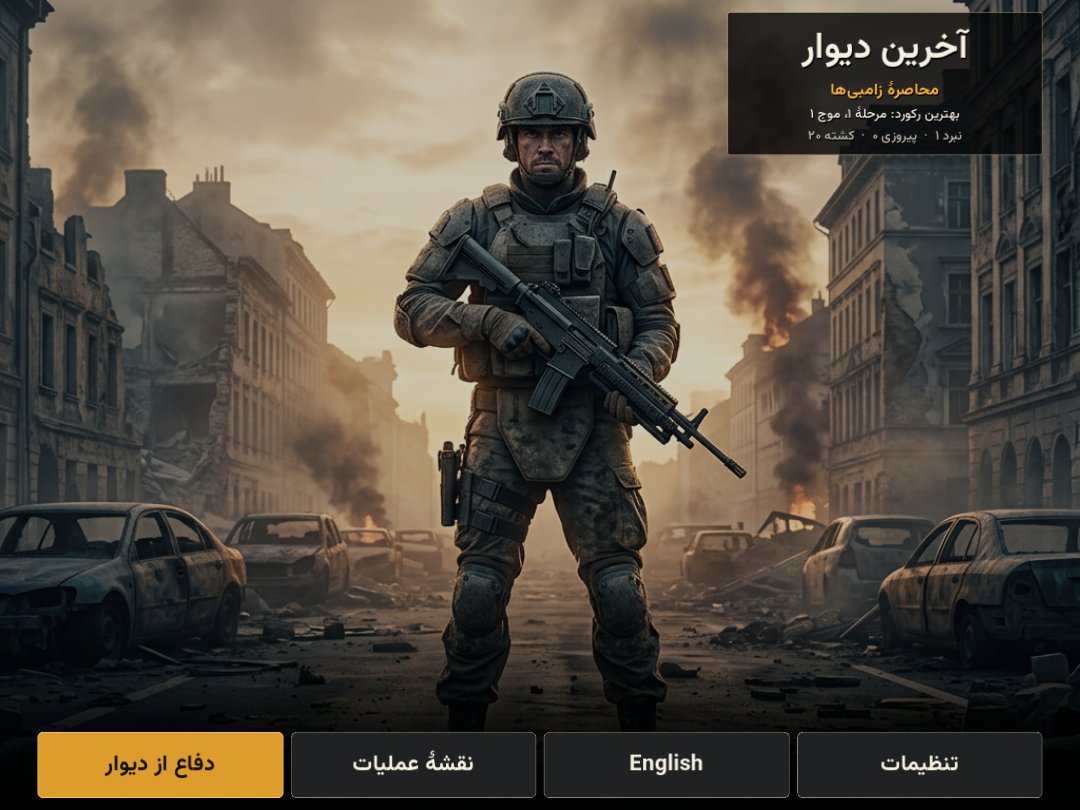 آخرین دیوار
محاصرهٔ زامبی‌ها
بهترین رکورد: مرحلهٔ ۱، موج ۱
نبرد ۱ · پیروزی ۰ · کشته ۲۰
تنظیمات
English
نقشهٔ عملیات
دفاع از دیوار